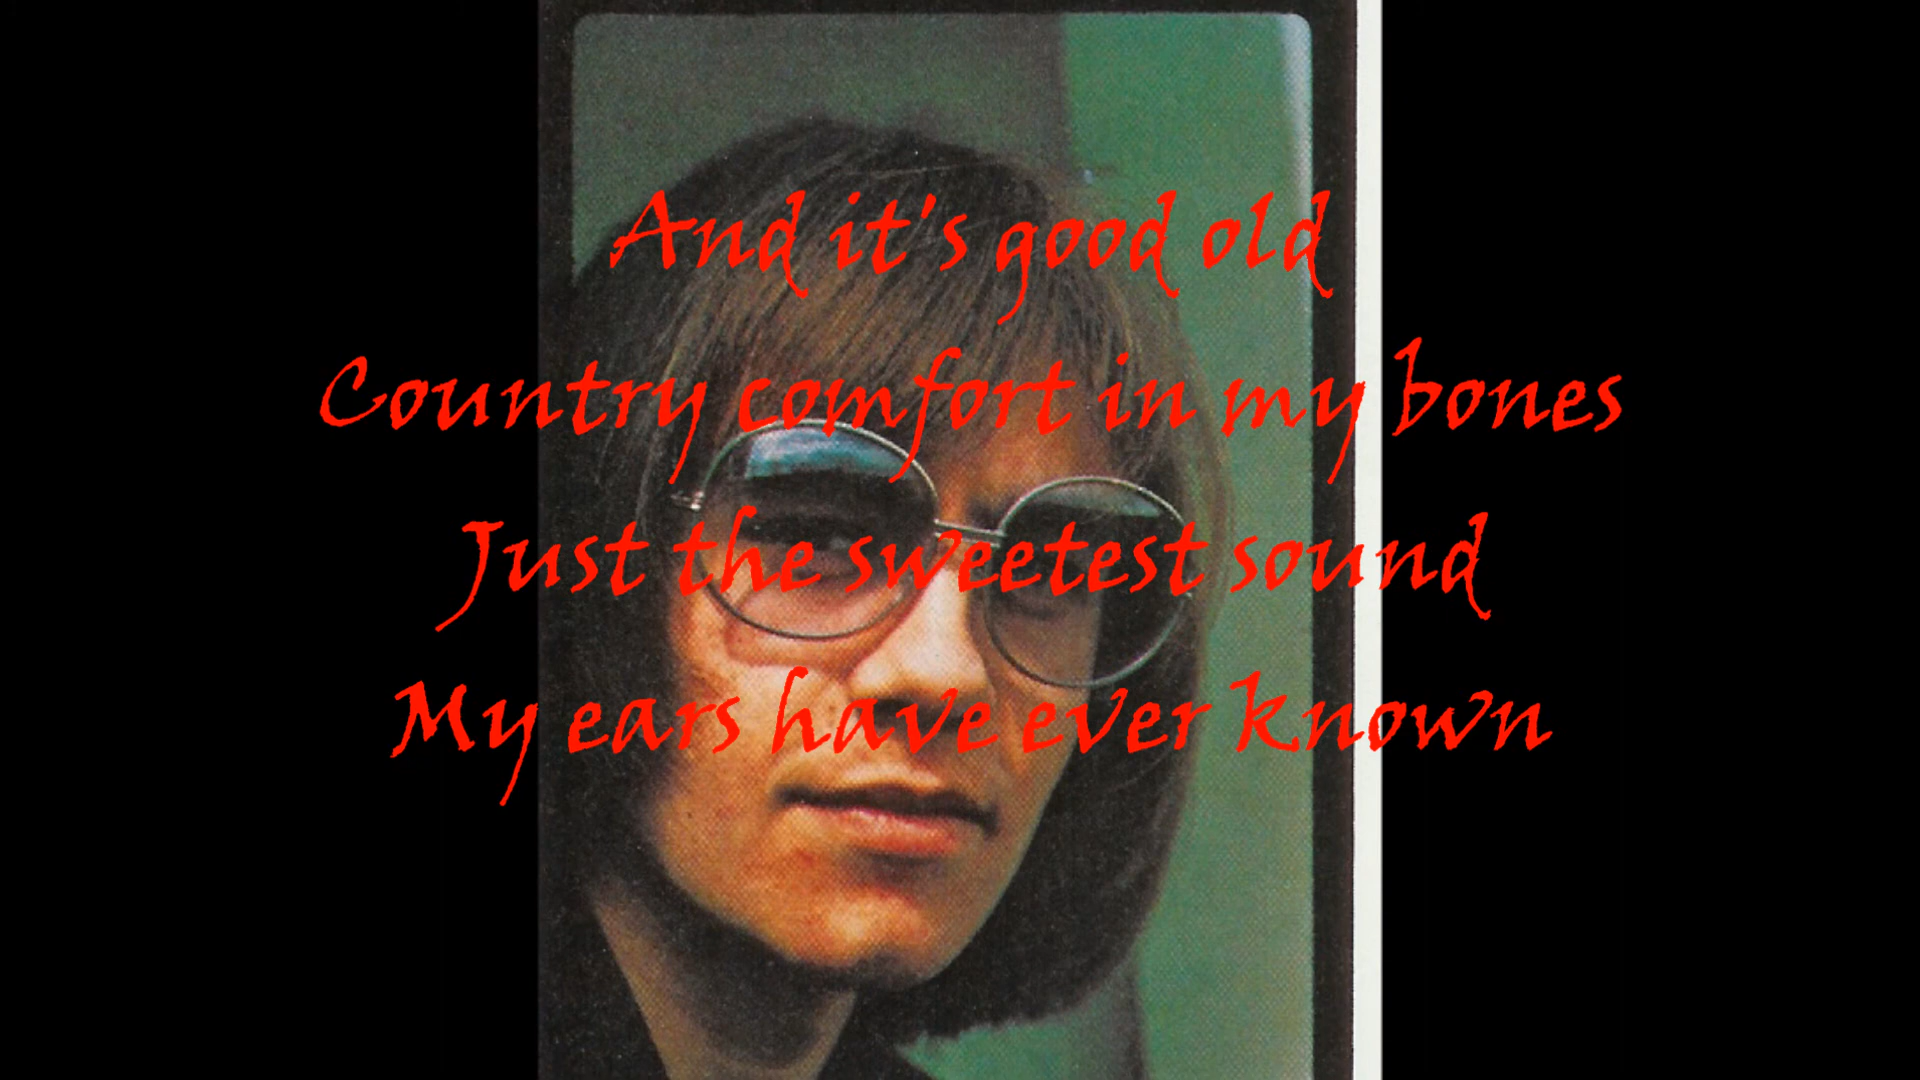 And it's good old
Country comfort in my bones
Just the sweetest sound
My ears have ever known